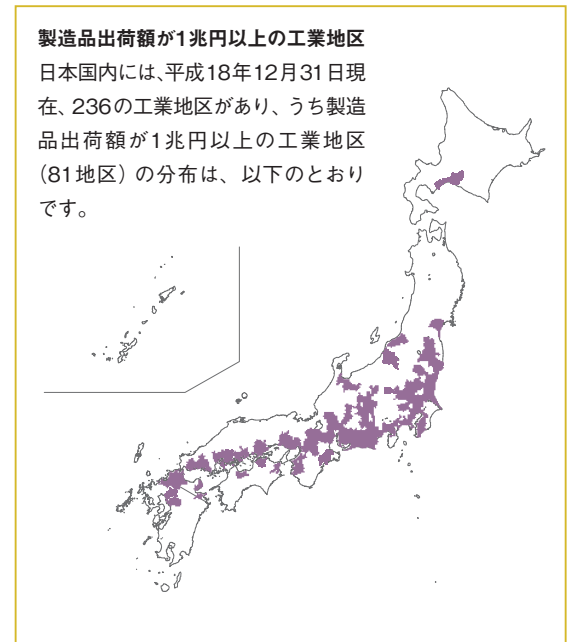 製造品出荷額が1兆円以上の工業地区
日本国内には、平成18年12月31日現
在、236の工業地区があり、うち製造
品出荷額が1兆円以上の工業地区
（81地区）の分布は、以下のとおり
です。